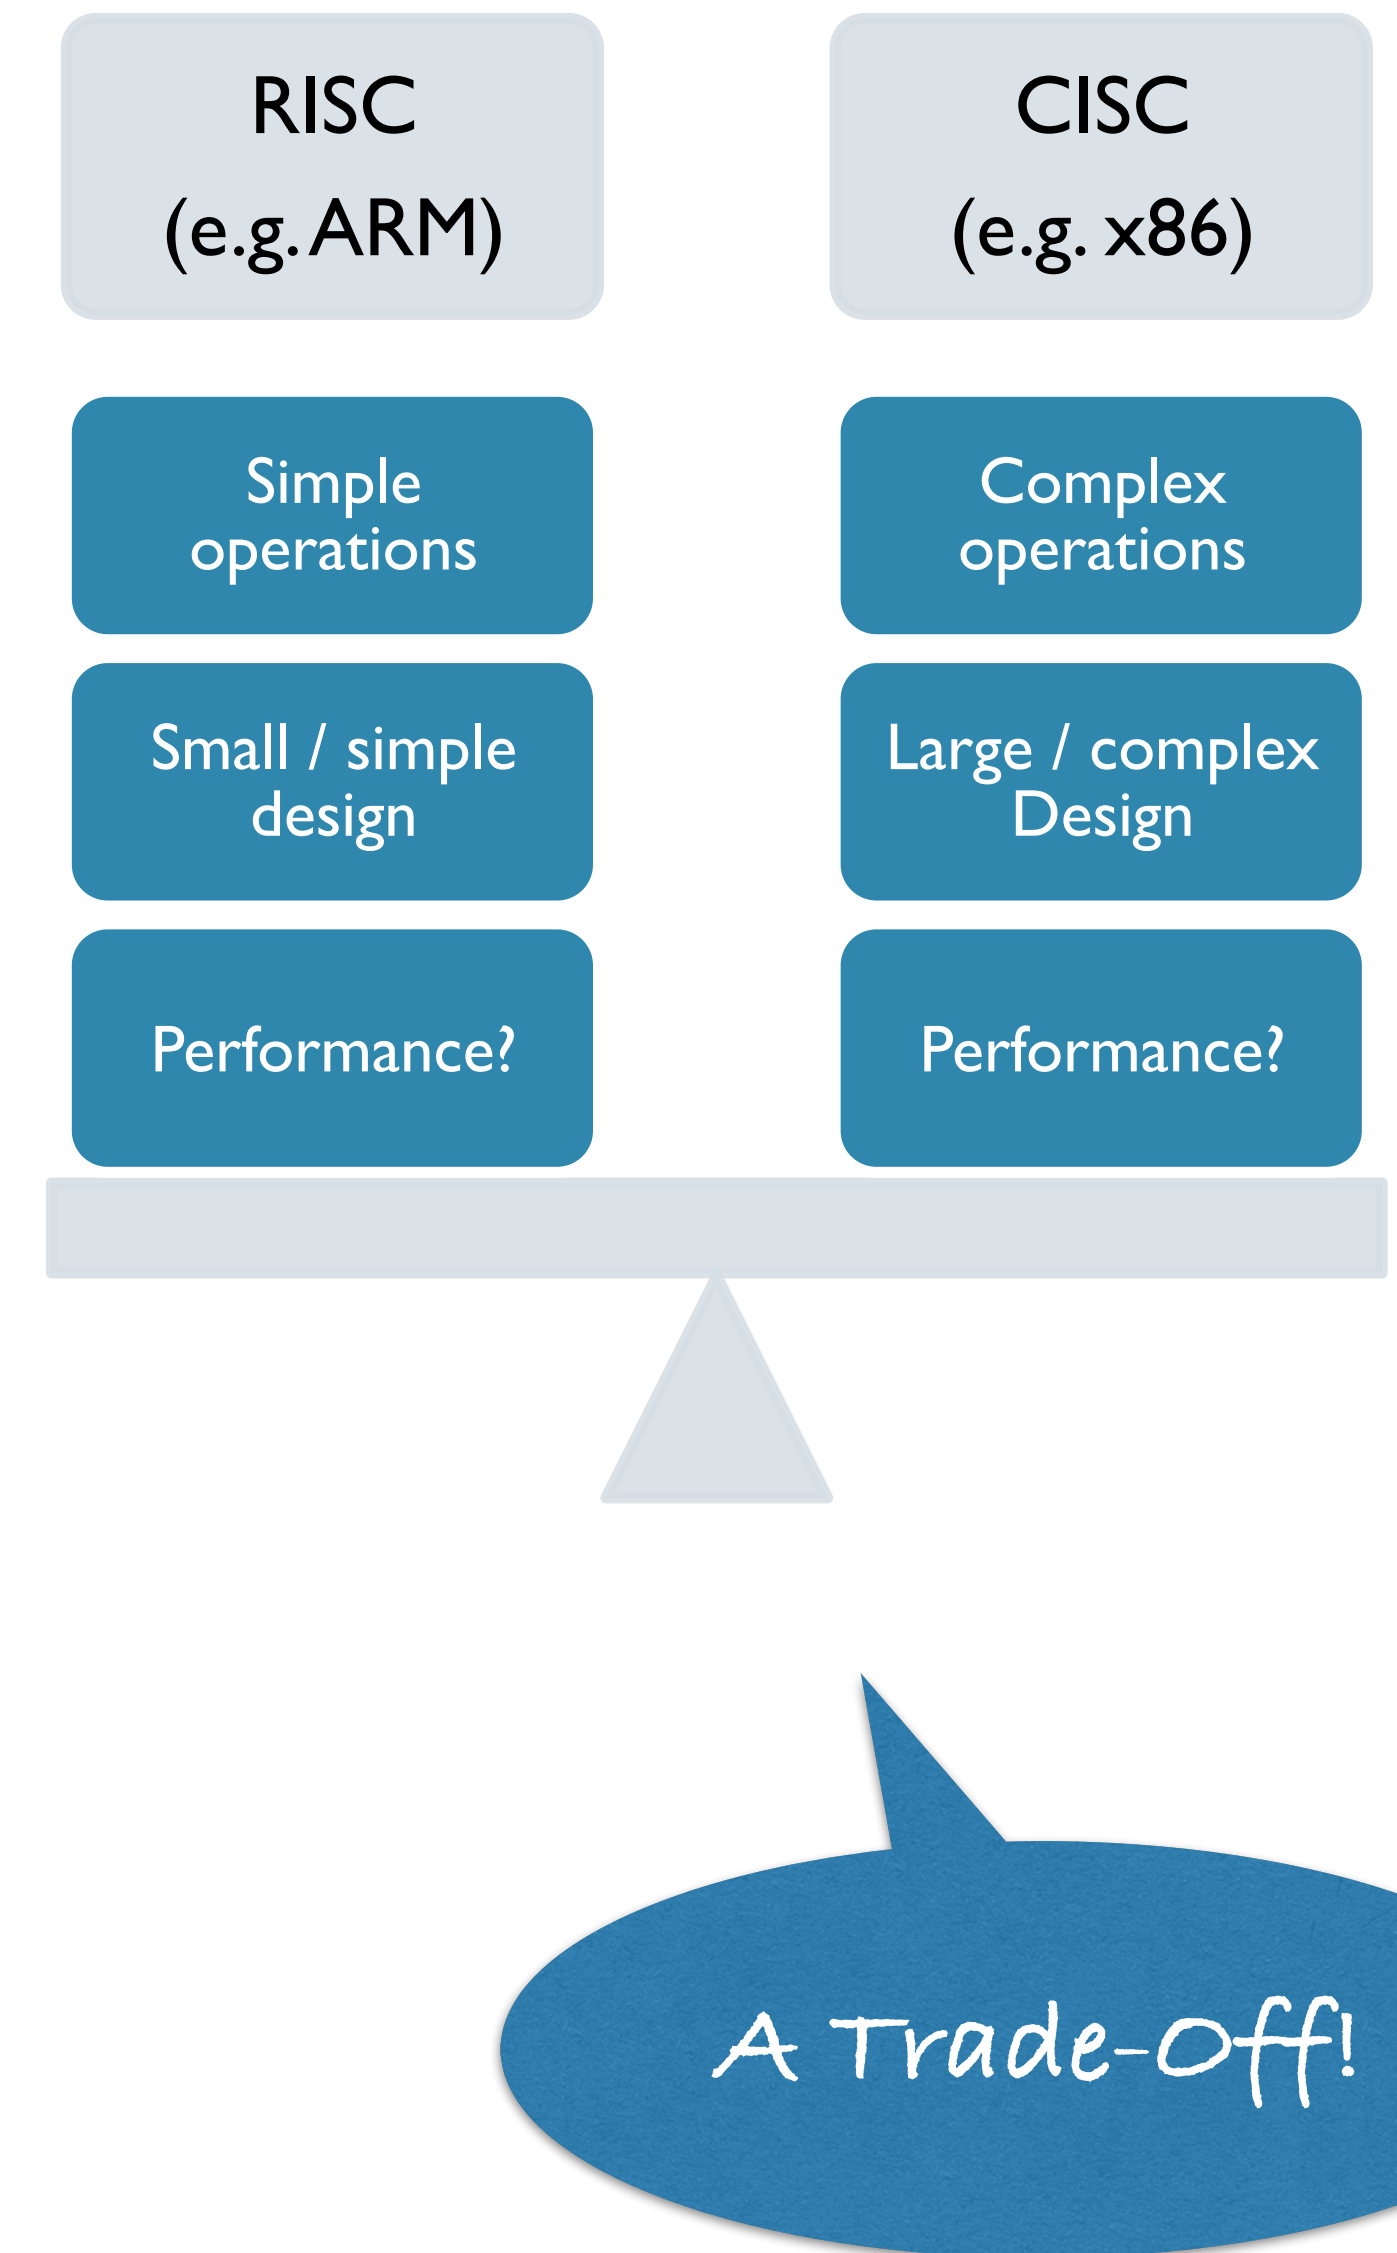 RISC
(e.g. ARM)
Simple
operations
Small / simple
design
Performance?
CISC
(e.g. x86)
Complex
operations
Large / complex
Design
Performance?
A Trade-Off!